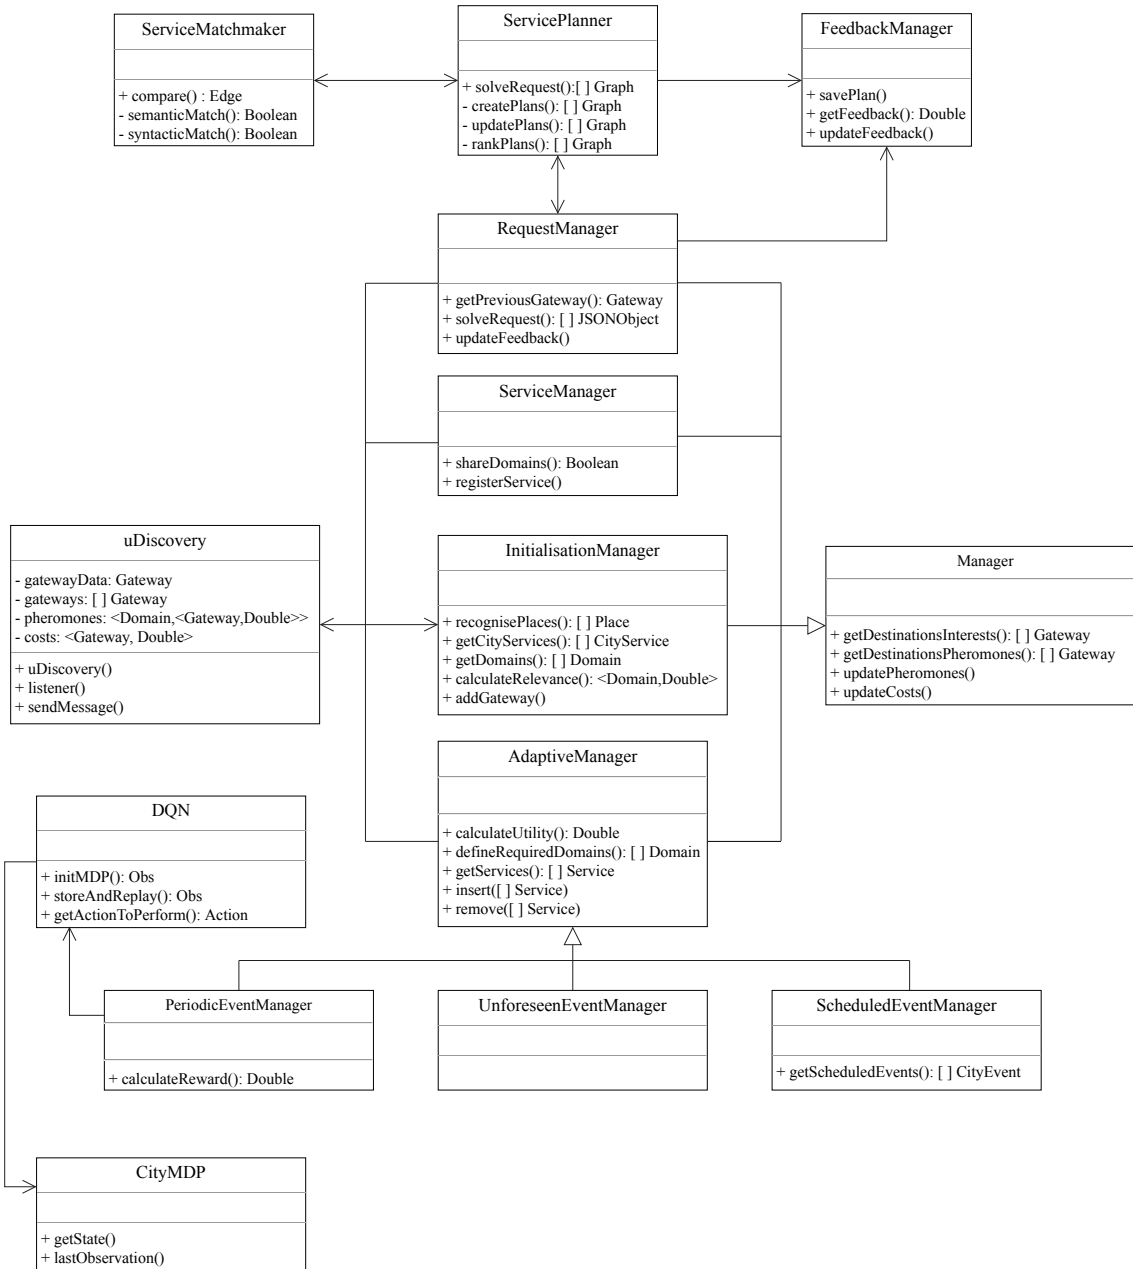 ServiceMatchmaker
+ compare() : Edge
- semanticMatch(): Boolean
- syntacticMatch(): Boolean
ServicePlanner
+ solveRequest():[ ] Graph
- createPlans(): [ ] Graph
- updatePlans(): [ ] Graph
- rankPlans(): [ ] Graph
FeedbackManager
+ savePlan()
+ getFeedback(): Double
+ updateFeedback()
RequestManager
+ getPreviousGateway(): Gateway
+ solveRequest(): [ ] JSONObject
+ updateFeedback()
ServiceManager
+ shareDomains(): Boolean
+ registerService()
uDiscovery
- gatewayData: Gateway
- gateways: [ ] Gateway
- pheromones: <Domain,<Gateway,Double>>
- costs: <Gateway, Double>
+ uDiscovery()
+ listener()
+ sendMessage()
InitialisationManager
+ recognisePlaces(): [ ] Place
+ getCityServices(): [ ] CityService
+ getDomains(): [ ] Domain
+ calculateRelevance(): <Domain,Double>
+ addGateway()
Manager
+ getDestinationsInterests(): [ ] Gateway
+ getDestinationsPheromones(): [ ] Gateway
+ updatePheromones()
+ updateCosts()
AdaptiveManager
+ calculateUtility(): Double
+ defineRequiredDomains(): [ ] Domain
+ getServices(): [ ] Service
+ insert([ ] Service)
+ remove([ ] Service)
DQN
+ initMDP(): Obs
+ storeAndReplay(): Obs
+ getActionToPerform(): Action
PeriodicEventManager
+ calculateReward(): Double
UnforeseenEventManager
ScheduledEventManager
+ getScheduledEvents(): [ ] CityEvent
CityMDP
+ getState()
+ lastObservation()